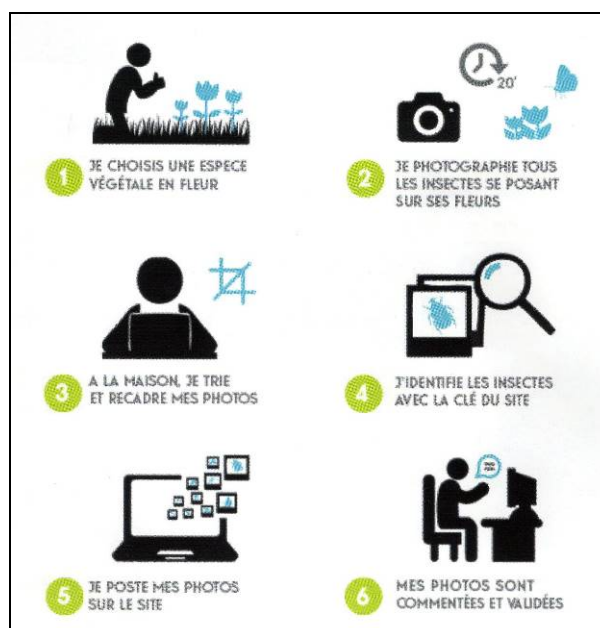 1 JE CHOISIS UNE ESPECE
VÉGÉTALE EN FLEUR
20'
2 JE PHOTOGRAPHIE TOUS
LES INSECTES SE POSANT
SUR SES FLEURS
3 A LA MAISON, JE TRIE
ET RECADRE MES PHOTOS
4 J'IDENTIFIE LES INSECTES
AVEC LA CLÉ DU SITE
5 JE POSTE MES PHOTOS
SUR LE SITE
6 MES PHOTOS SONT
COMMENTÉES ET VALIDÉES